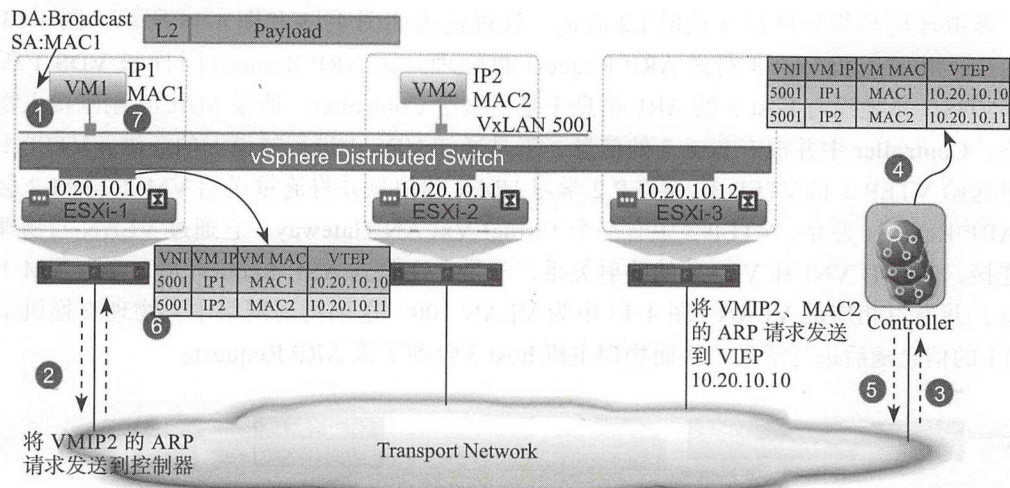 DA:Broadcast
SA:MAC1
L2 Payload
VM1
IP1
MAC1
1
7
VM2
IP2
MAC2
VxLAN 5001
VNI VM IP VM MAC VTEP
5001 IP1 MAC1 10.20.10.10
5001 IP2 MAC2 10.20.10.11
vSphere Distributed Switch
10.20.10.10
ESXi-1
10.20.10.11
ESXi-2
10.20.10.12
ESXi-3
4
VNI VM IP VM MAC VTEP
5001 IP1 MAC1 10.20.10.10
5001 IP2 MAC2 10.20.10.11
6
将 VMIP2、MAC2
的 ARP 请求发送
到 VIEP
10.20.10.10
Controller
2
5
3
将 VMIP2 的 ARP
请求发送到控制器
Transport Network